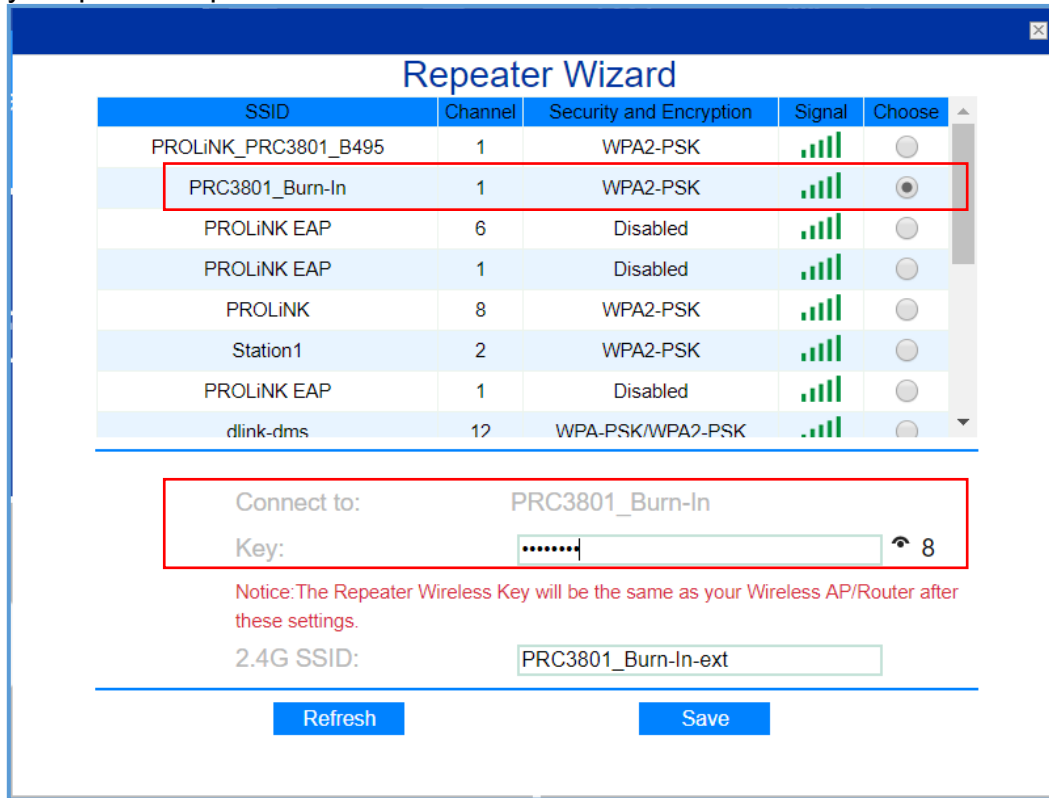 Repeater Wizard
SSID Channel Security and Encryption Signal Choose
PROLiNK_PRC3801_B495 1 WPA2-PSK
PRC3801_Burn-In 1 WPA2-PSK
PROLiNK EAP 6 Disabled
PROLiNK EAP 1 Disabled
PROLiNK 8 WPA2-PSK
Station1 2 WPA2-PSK
PROLiNK EAP 1 Disabled
dlink-dms 12 WPA-PSK/WPA2-PSK
Connect to: PRC3801_Burn-In
Key: •••••••• 8
Notice:The Repeater Wireless Key will be the same as your Wireless AP/Router after
these settings.
2.4G SSID: PRC3801_Burn-In-ext
Refresh Save